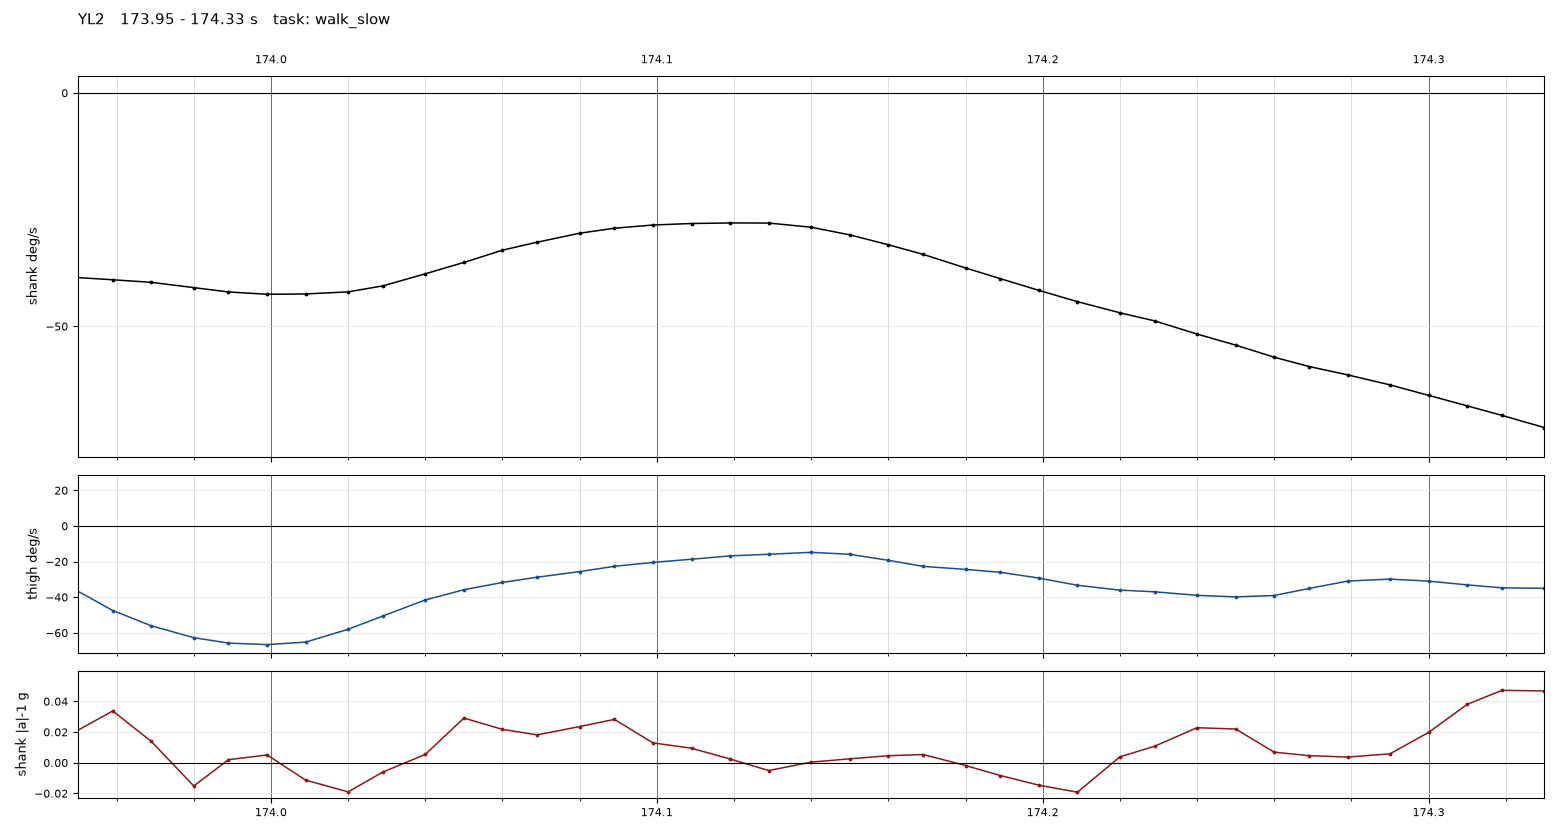 YL2   173.95 - 174.33 s   task: walk_slow
174.0 174.1 174.2 174.3
shank deg/s
0
−50
thigh deg/s
20
0
−20
−40
−60
shank |a|-1 g
0.04
0.02
0.00
−0.02
174.0 174.1 174.2 174.3